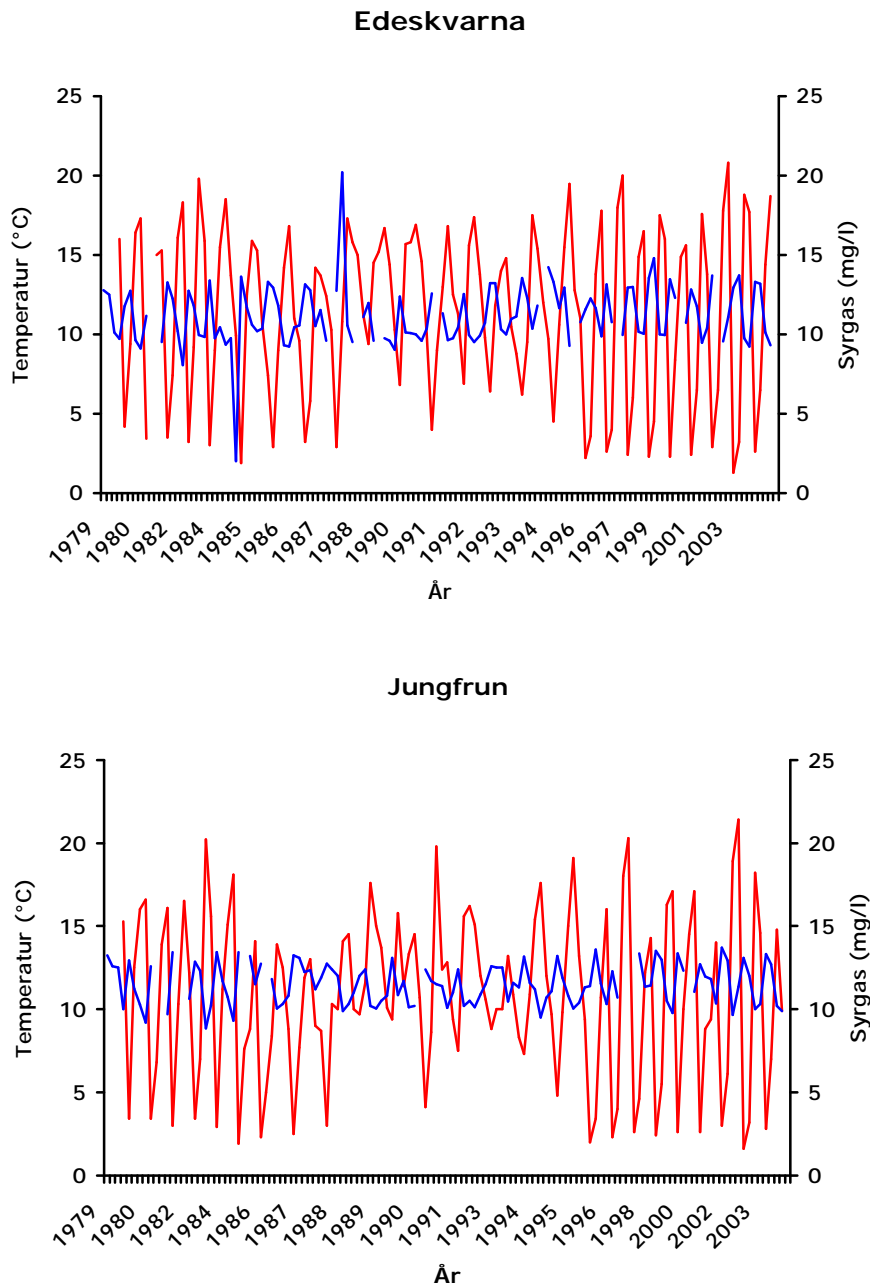 Edeskvarna
25 25
20 20
15 15
10 10
5 5
0 0
Temperatur (°C)
Syrgas (mg/l)
1979 1980 1982 1984 1985 1986 1987 1988 1990 1991 1992 1993 1994 1996 1997 1999 2001 2003
År
Jungfrun
25 25
20 20
15 15
10 10
5 5
0 0
Temperatur (°C)
Syrgas (mg/l)
1979 1980 1982 1984 1986 1987 1988 1989 1990 1991 1993 1994 1995 1996 1998 2000 2002 2003
År